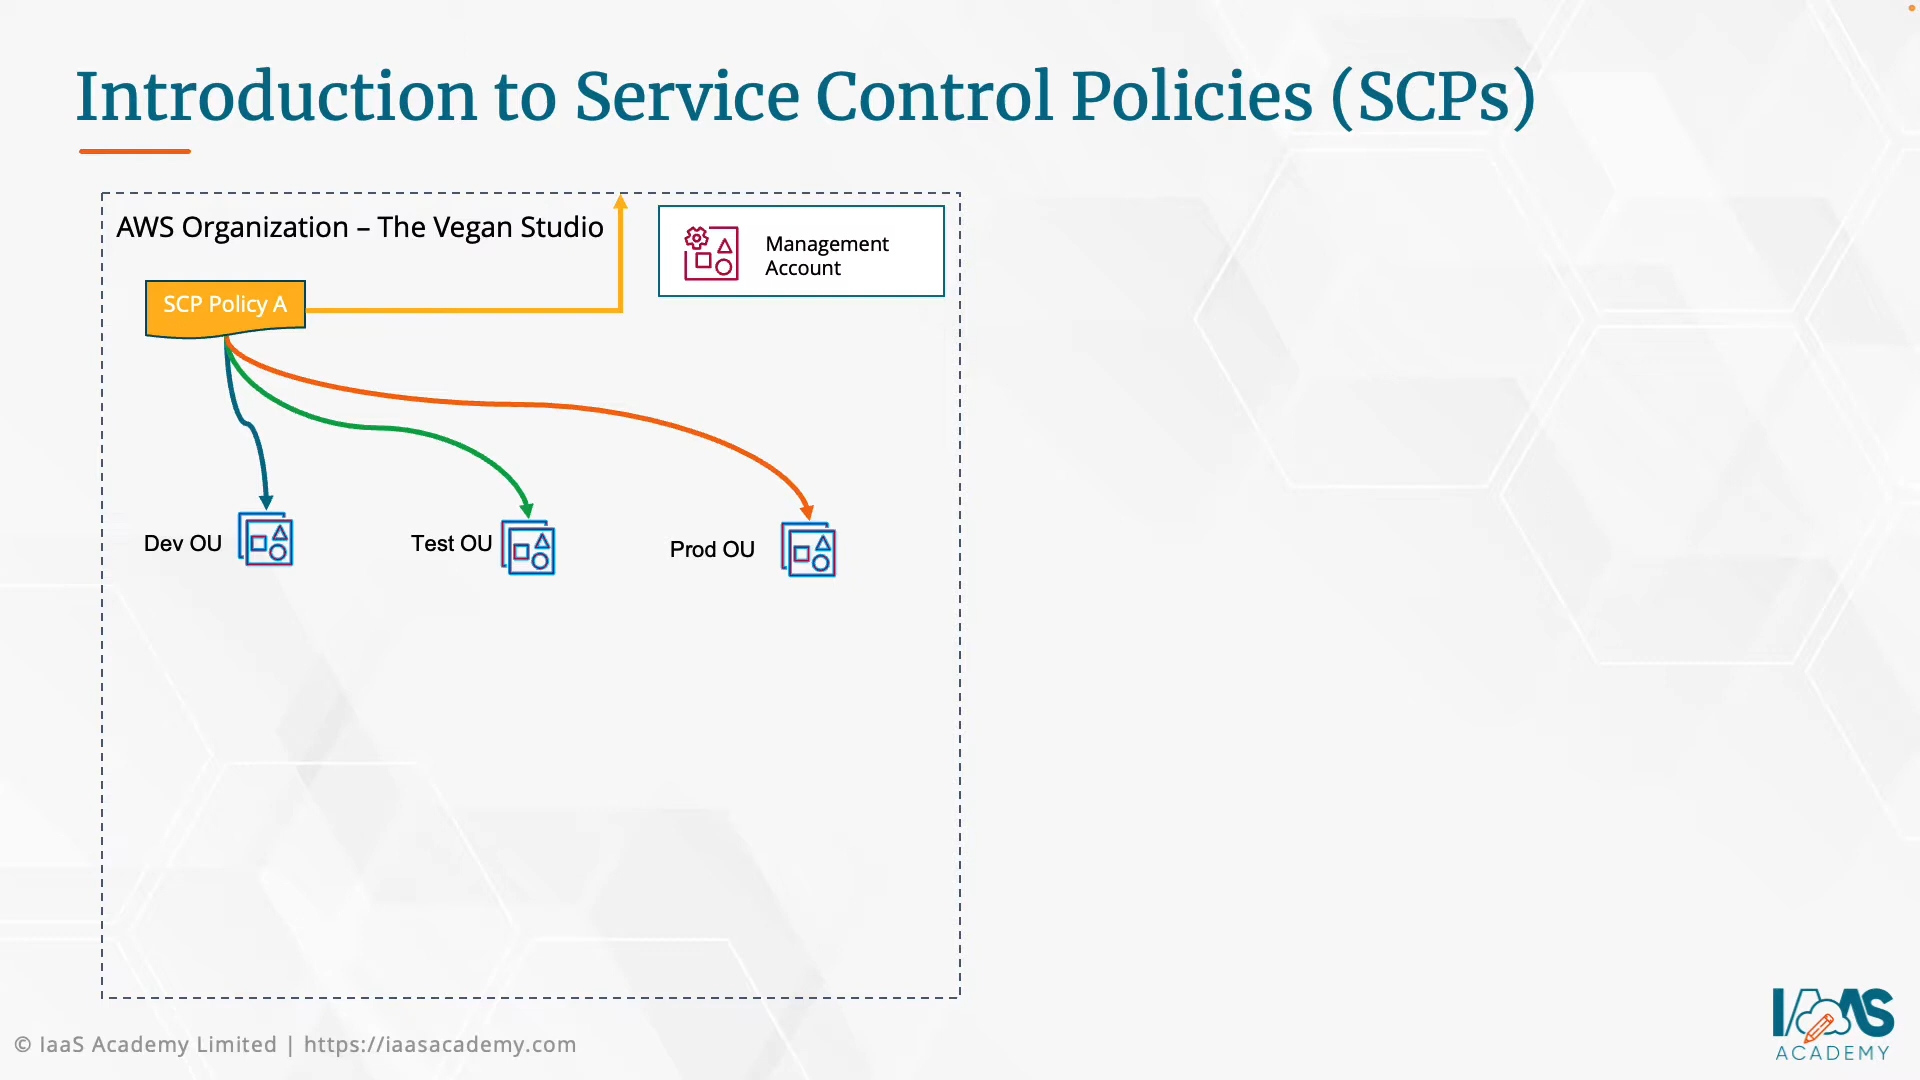 Introduction to Service Control Policies (SCPs)
AWS Organization – The Vegan Studio
Management
Account
SCP Policy A
Dev OU
Test OU
Prod OU
© IaaS Academy Limited | https://iaasacademy.com
IAAS
ACADEMY